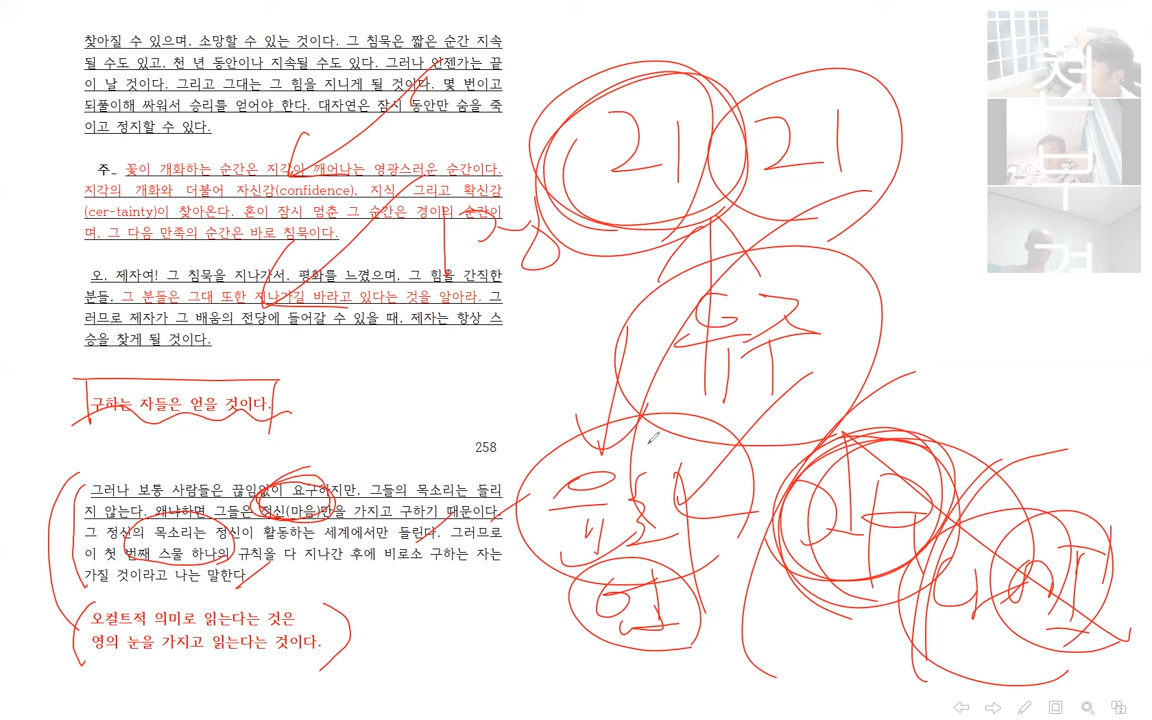 찾아질 수 있으며, 소망할 수 있는 것이다. 그 침묵은 짧은 순간 지속
될 수도 있고, 천 년 동안이나 지속될 수도 있다. 그러나 언젠가는 끝
이 날 것이다. 그리고 그대는 그 힘을 지니게 될 것이다. 몇 번이고
되풀이해 싸워서 승리를 얻어야 한다. 대자연은 잠시 동안만 숨을 죽
이고 정지할 수 있다.
주_ 꽃이 개화하는 순간은 지각이 깨어나는 영광스러운 순간이다.
지각의 개화와 더불어 자신감(confidence), 지식, 그리고 확신감
(cer-tainty)이 찾아온다. 혼이 잠시 멈춘 그 순간은 경이의 순간이
며, 그 다음 만족의 순간은 바로 침묵이다.
오, 제자여! 그 침묵을 지나가서, 평화를 느꼈으며, 그 힘을 간직한
분들, 그 분들은 그대 또한 지나가길 바라고 있다는 것을 알아라. 그
러므로 제자가 그 배움의 전당에 들어갈 수 있을 때, 제자는 항상 스
승을 찾게 될 것이다.
구하는 자들은 얻을 것이다.
258
그러나 보통 사람들은 끊임없이 요구하지만, 그들의 목소리는 들리
지 않는다. 왜냐하면 그들은 정신(마음)만을 가지고 구하기 때문이다.
그 정신의 목소리는 정신이 활동하는 세계에서만 들린다. 그러므로
이 첫 번째 스물 하나의 규칙을 다 지나간 후에 비로소 구하는 자는
가질 것이라고 나는 말한다
오컬트적 의미로 읽는다는 것은
영의 눈을 가지고 읽는다는 것이다.
21 21